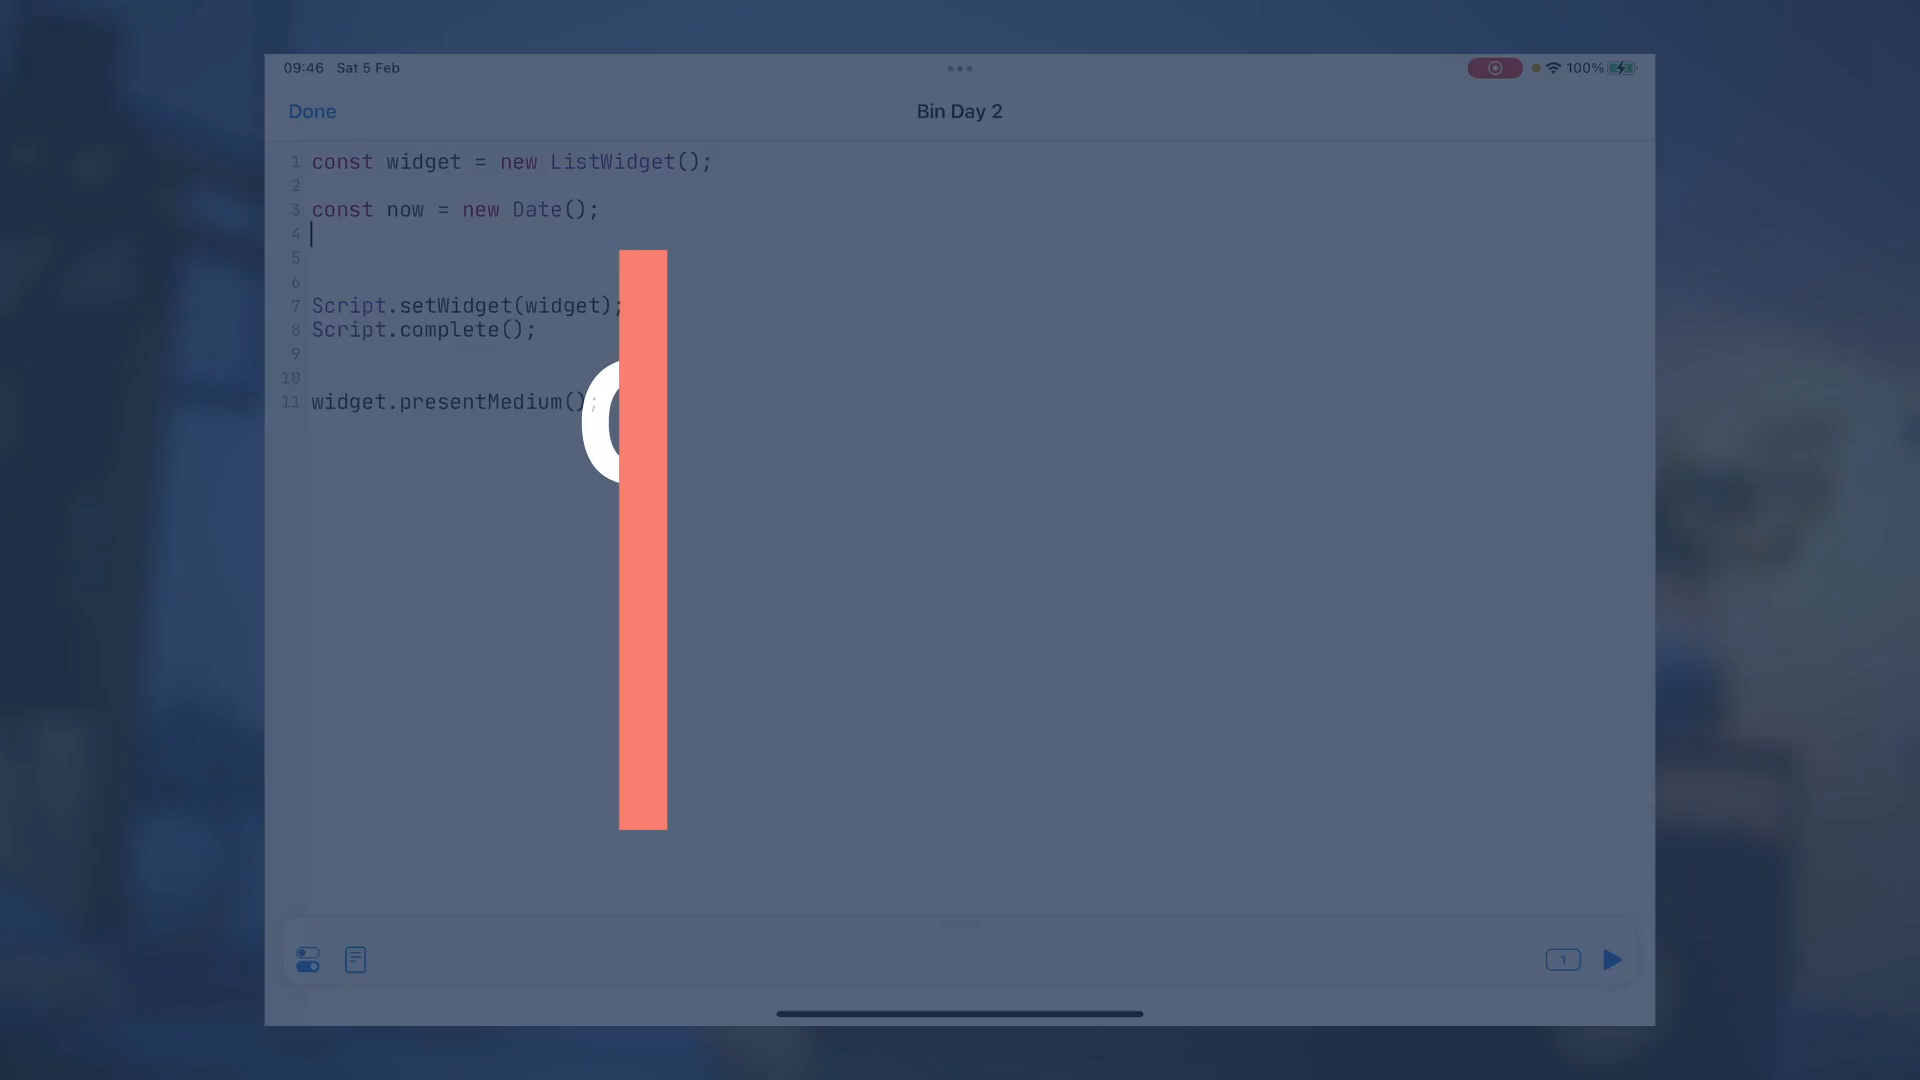 09:46 Sat 5 Feb
100%
Done
Bin Day 2
1 const widget = new ListWidget();
2
3 const now = new Date();
4
5
6
7 Script.setWidget(widget);
8 Script.complete();
9
10
11 widget.presentMedium();
1